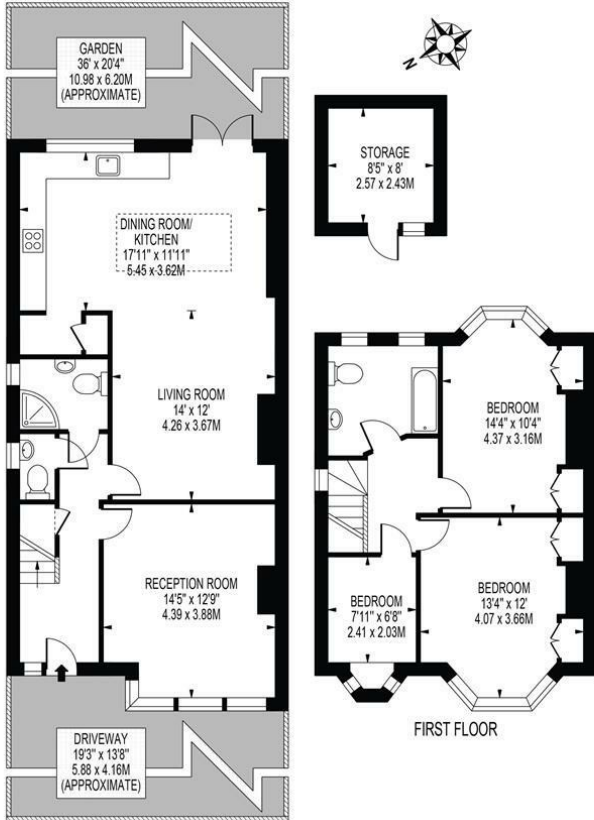 GARDEN
36' x 20'4"
10.98 x 6.20M
(APPROXIMATE)
N
STORAGE
8'5" x 8'
2.57 x 2.43M
DINING ROOM/
KITCHEN
17'11" x 11'11"
5.45 x 3.62M
LIVING ROOM
14' x 12'
4.26 x 3.67M
BEDROOM
14'4" x 10'4"
4.37 x 3.16M
RECEPTION ROOM
14'5" x 12'9"
4.39 x 3.88M
BEDROOM
7'11" x 6'8"
2.41 x 2.03M
BEDROOM
13'4" x 12'
4.07 x 3.66M
FIRST FLOOR
DRIVEWAY
19'3" x 13'8"
5.88 x 4.16M
(APPROXIMATE)